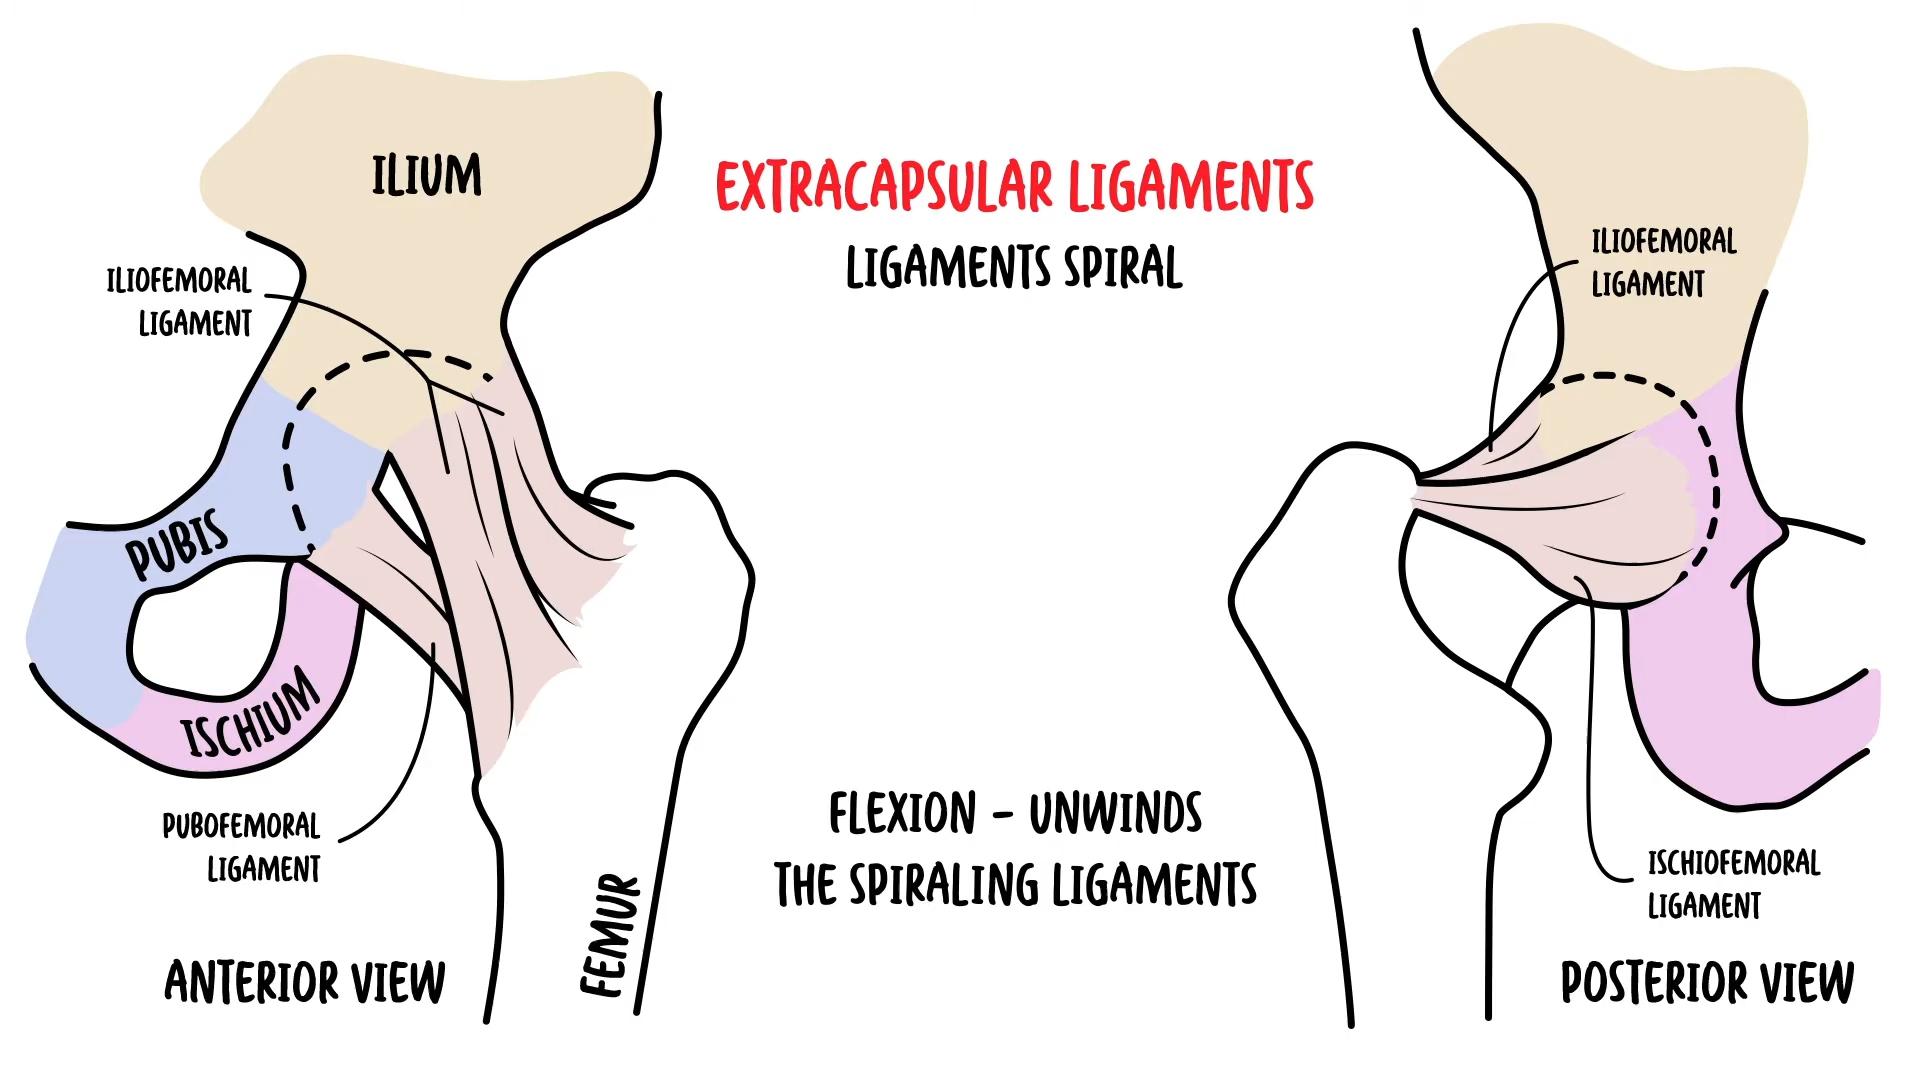 EXTRACAPSULAR LIGAMENTS
LIGAMENTS SPIRAL
ILIUM
ILIOFEMORAL
LIGAMENT
PUBIS
ISCHIUM
PUBOFEMORAL
LIGAMENT
FEMUR
ANTERIOR VIEW
FLEXION – UNWINDS
THE SPIRALING LIGAMENTS
ILIOFEMORAL
LIGAMENT
ISCHIOFEMORAL
LIGAMENT
POSTERIOR VIEW